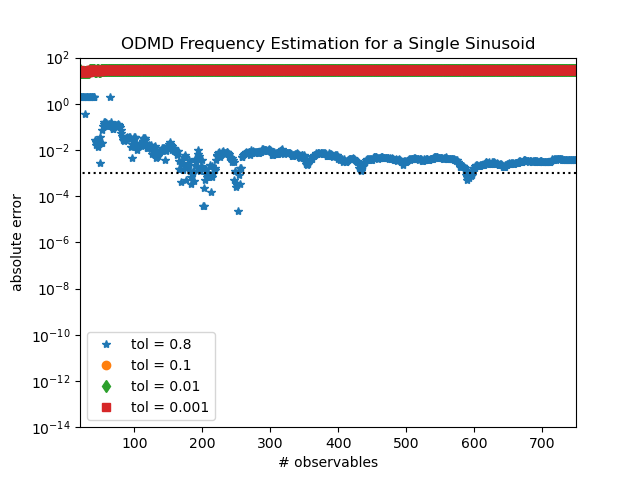 ODMD Frequency Estimation for a Single Sinusoid
absolute error
10^2
10^0
10^-2
10^-4
10^-6
10^-8
10^-10
10^-12
10^-14
tol = 0.8
tol = 0.1
tol = 0.01
tol = 0.001
100 200 300 400 500 600 700
# observables